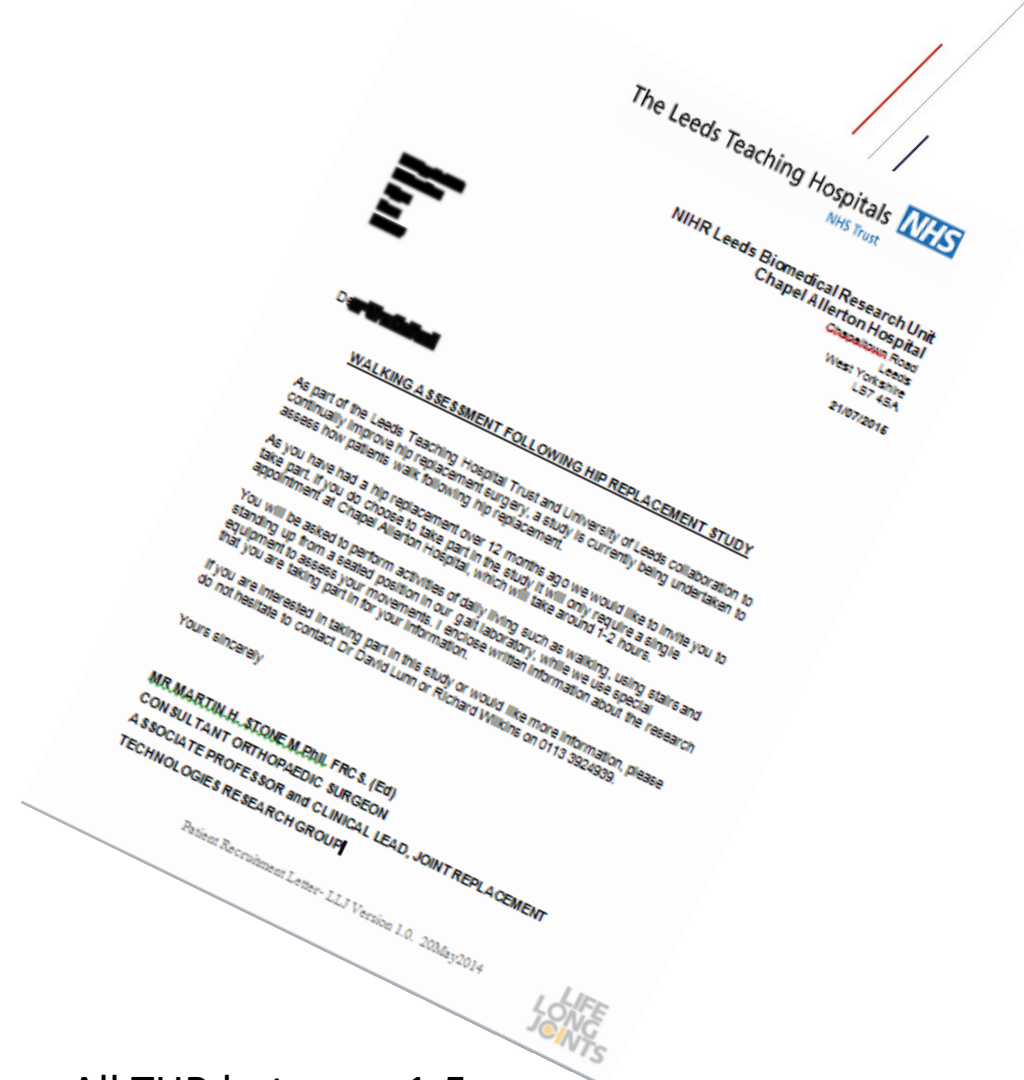 The Leeds Teaching Hospitals
NHS
NHS Trust
NIHR Leeds Biomedical Research Unit
Chapel Allerton Hospital
Chapeltown Road
Leeds
West Yorkshire
LS7 4SA
21/07/2016
WALKING ASSESSMENT FOLLOWING HIP REPLACEMENT STUDY
As part of the Leeds Teaching Hospital Trust and University of Leeds collaboration to
continually improve hip replacement surgery, a study is currently being undertaken to
assess how patients walk following hip replacement.
As you have had a hip replacement over 12 months ago we would like to invite you to
take part. If you do choose to take part in the study it will only require a single
appointment at Chapel Allerton Hospital, which will take around 1-2 hours.
You will be asked to perform activities of daily living such as walking, using stairs and
standing up from a seated position in our gait laboratory, while we use special
equipment to assess your movements. I enclose written information about the research
that you are taking part in for your information.
If you are interested in taking part in this study or would like more information, please
do not hesitate to contact Dr David Lunn or Richard Wilkins on 0113 3924939.
Yours sincerely
MR MARTIN H. STONE M.Phil, FRCS. (Ed)
CONSULTANT ORTHOPAEDIC SURGEON
ASSOCIATE PROFESSOR and CLINICAL LEAD, JOINT REPLACEMENT
TECHNOLOGIES RESEARCH GROUP
Patient Recruitment Letter- LLJ Version 1.0. 20May2014
LIFE
LONG
JOINTS